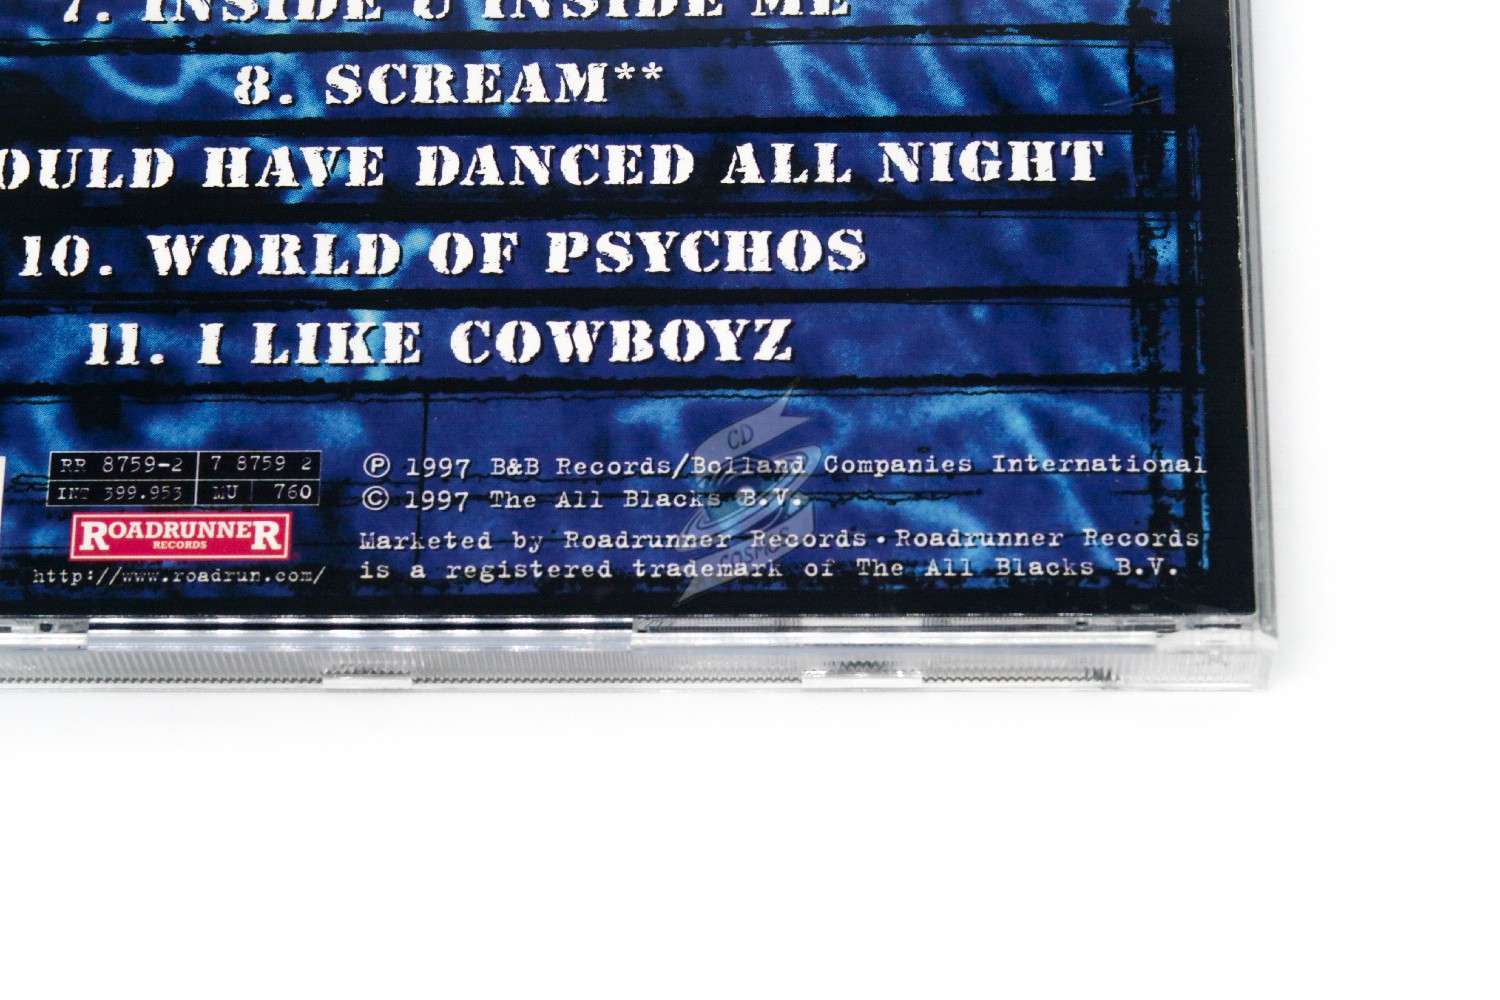 7. INSIDE U INSIDE ME
8. SCREAM**
OULD HAVE DANCED ALL NIGHT
10. WORLD OF PSYCHOS
11. I LIKE COWBOYZ
RR 8759-2 7 8759 2
INT 399.953 MU 760
ROADRUNNER
RECORDS
http://www.roadrun.com/
℗ 1997 B&B Records/Bolland Companies International
© 1997 The All Blacks B.V.
Marketed by Roadrunner Records • Roadrunner Records
is a registered trademark of The All Blacks B.V.
CD
COSMOS